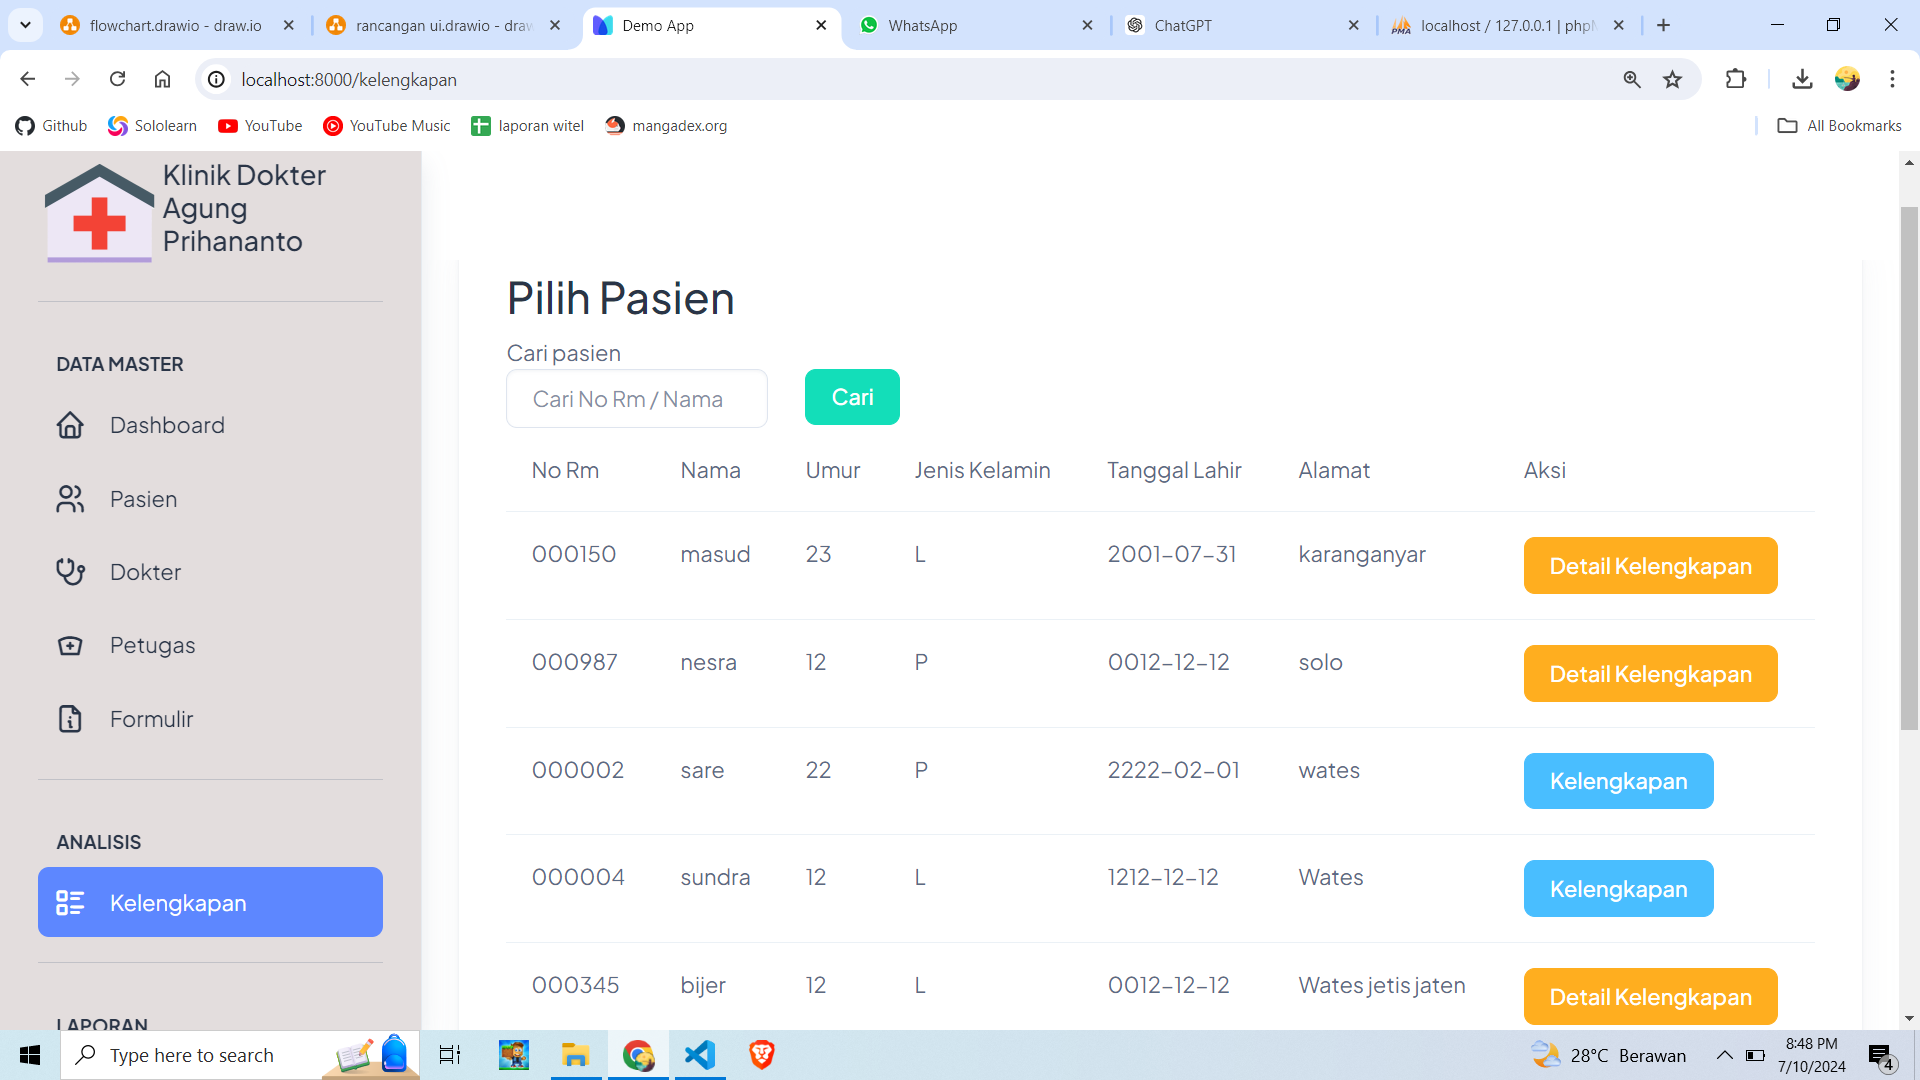 flowchart.drawio - draw.io
rancangan ui.drawio - draw
Demo App
WhatsApp
ChatGPT
localhost / 127.0.0.1 | phpM
localhost:8000/kelengkapan
Github
Sololearn
YouTube
YouTube Music
laporan witel
mangadex.org
All Bookmarks
Klinik Dokter
Agung
Prihananto
DATA MASTER
Dashboard
Pasien
Dokter
Petugas
Formulir
ANALISIS
Kelengkapan
LAPORAN
Pilih Pasien
Cari pasien
Cari No Rm / Nama
Cari
No Rm Nama Umur Jenis Kelamin Tanggal Lahir Alamat Aksi
000150 masud 23 L 2001-07-31 karanganyar Detail Kelengkapan
000987 nesra 12 P 0012-12-12 solo Detail Kelengkapan
000002 sare 22 P 2222-02-01 wates Kelengkapan
000004 sundra 12 L 1212-12-12 Wates Kelengkapan
000345 bijer 12 L 0012-12-12 Wates jetis jaten Detail Kelengkapan
Type here to search
28°C Berawan
8:48 PM
7/10/2024
4